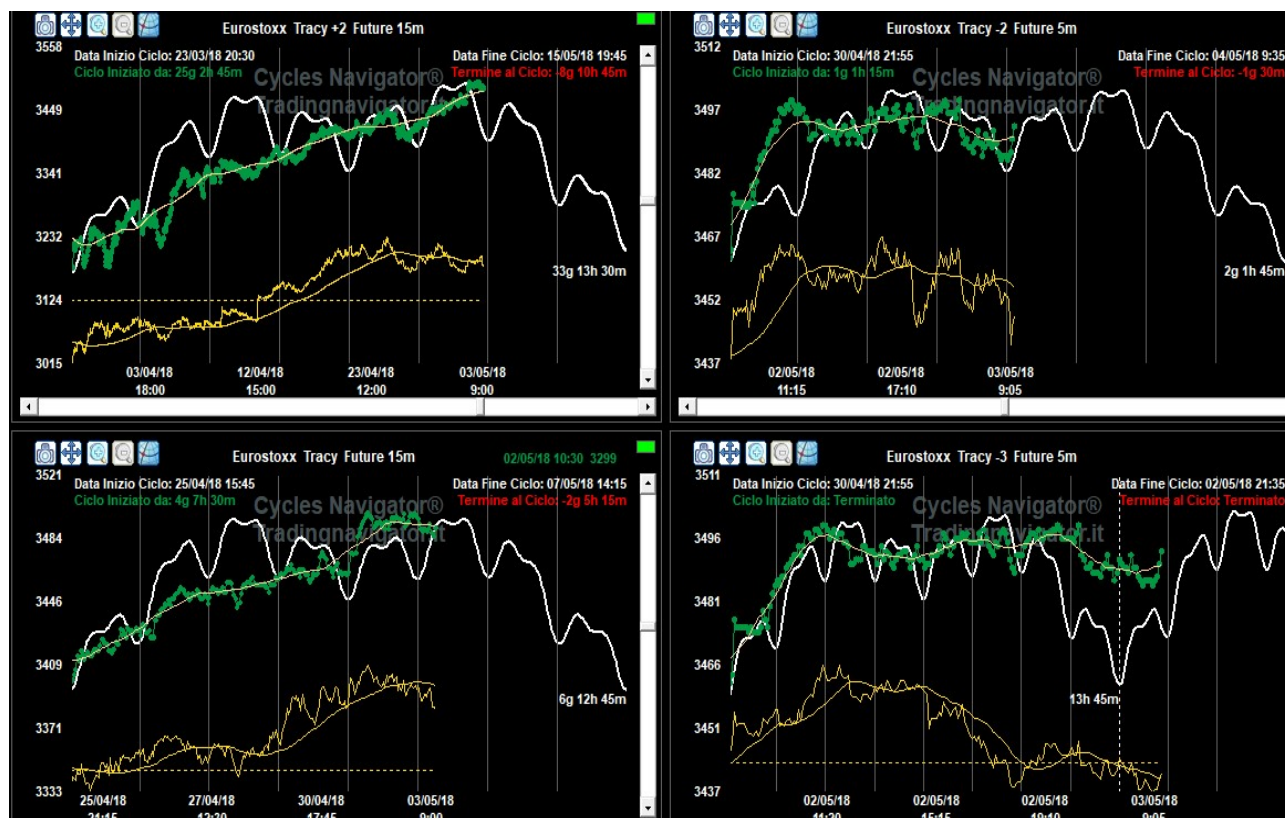 Eurostoxx Tracy +2 Future 15m
3558
Data Inizio Ciclo: 23/03/18 20:30
Data Fine Ciclo: 15/05/18 19:45
Ciclo Iniziato da: 25g 2h 45m
Termine al Ciclo: -8g 10h 45m
Cycles Navigator®
Tradingnavigator.it
3449
3341
3232
33g 13h 30m
3124
3015
03/04/18 12/04/18 23/04/18 03/05/18
18:00 15:00 12:00 9:00
Eurostoxx Tracy -2 Future 5m
3512
Data Inizio Ciclo: 30/04/18 21:55
Data Fine Ciclo: 04/05/18 9:35
Ciclo Iniziato da: 1g 1h 15m
Termine al Ciclo: -1g 30m
Cycles Navigator®
Tradingnavigator.it
3497
3482
3467
2g 1h 45m
3452
3437
02/05/18 02/05/18 03/05/18
11:15 17:10 9:05
Eurostoxx Tracy Future 15m
02/05/18 10:30 3299
3521
Data Inizio Ciclo: 25/04/18 15:45
Data Fine Ciclo: 07/05/18 14:15
Ciclo Iniziato da: 4g 7h 30m
Termine al Ciclo: -2g 5h 15m
Cycles Navigator®
Tradingnavigator.it
3484
3446
3409
6g 12h 45m
3371
3333
25/04/18 27/04/18 30/04/18 03/05/18
Eurostoxx Tracy -3 Future 5m
3511
Data Inizio Ciclo: 30/04/18 21:55
Data Fine Ciclo: 02/05/18 21:35
Ciclo Iniziato da: Terminato
Termine al Ciclo: Terminato
Cycles Navigator®
Tradingnavigator.it
3496
3481
3466
13h 45m
3451
3437
02/05/18 02/05/18 02/05/18 03/05/18